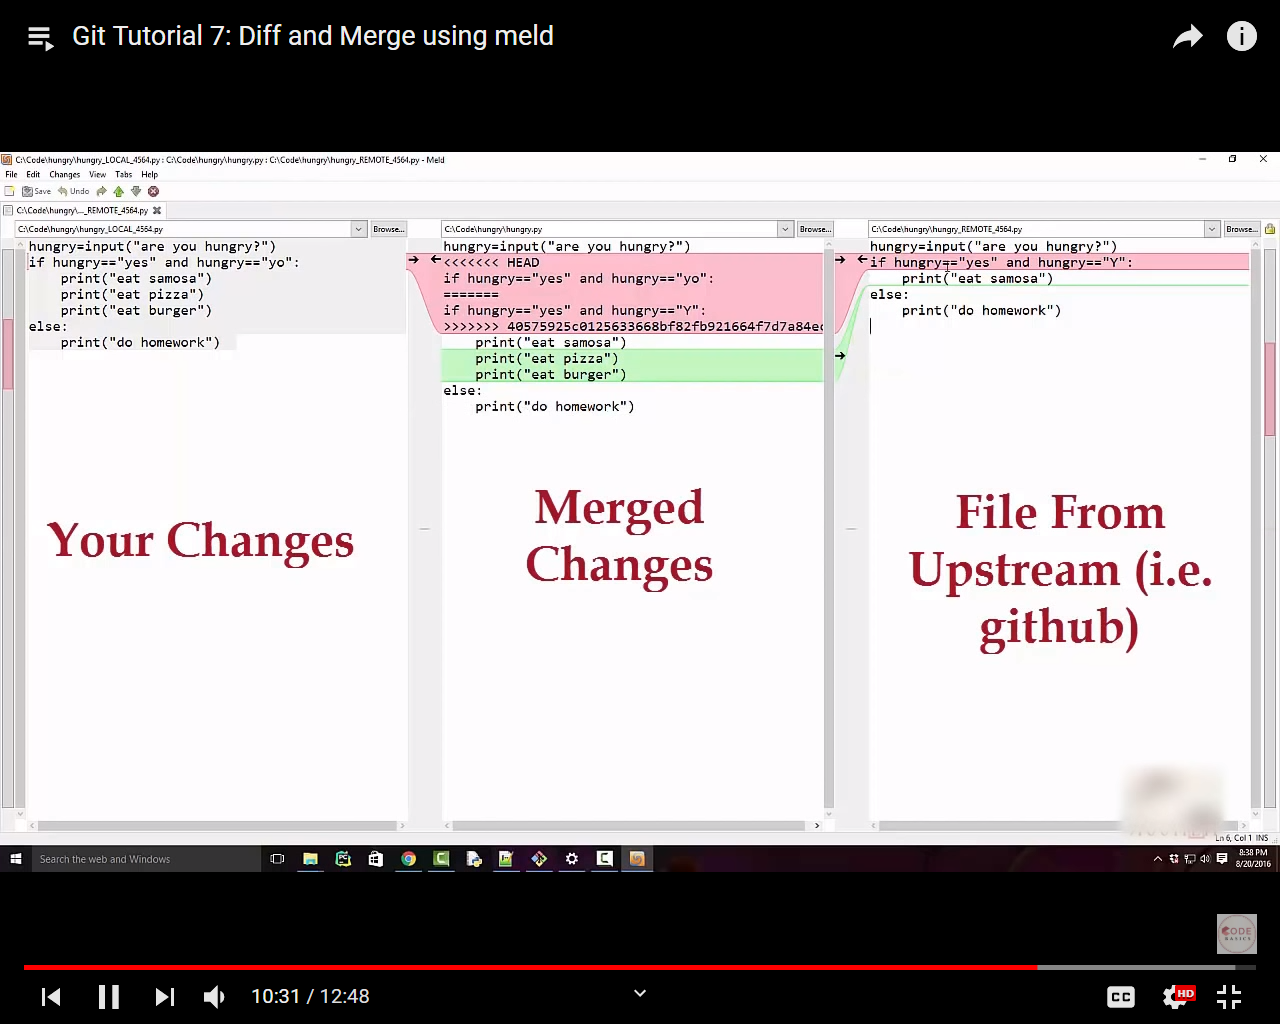 Git Tutorial 7: Diff and Merge using meld
C:\Code\hungry\hungry_LOCAL_4564.py : C:\Code\hungry\hungry.py : C:\Code\hungry\hungry_REMOTE_4564.py - Meld
File Edit Changes View Tabs Help
Save Undo
C:\Code\hungry\..._REMOTE_4564.py
C:\Code\hungry\hungry_LOCAL_4564.py Browse...
hungry=input("are you hungry?")
if hungry=="yes" and hungry=="yo":
print("eat samosa")
print("eat pizza")
print("eat burger")
else:
print("do homework")
Your Changes
C:\Code\hungry\hungry.py Browse...
hungry=input("are you hungry?")
<<<<<<< HEAD
if hungry=="yes" and hungry=="yo":
=======
if hungry=="yes" and hungry=="Y":
>>>>>>> 40575925c0125633668bf82fb921664f7d7a84ec
print("eat samosa")
print("eat pizza")
print("eat burger")
else:
print("do homework")
Merged
Changes
C:\Code\hungry\hungry_REMOTE_4564.py Browse...
hungry=input("are you hungry?")
if hungry=="yes" and hungry=="Y":
print("eat samosa")
else:
print("do homework")
File From
Upstream (i.e.
github)
Ln 6, Col 1 INS
Search the web and Windows
8:38 PM
8/20/2016
CODE
BASICS
10:31 / 12:48
CC
HD